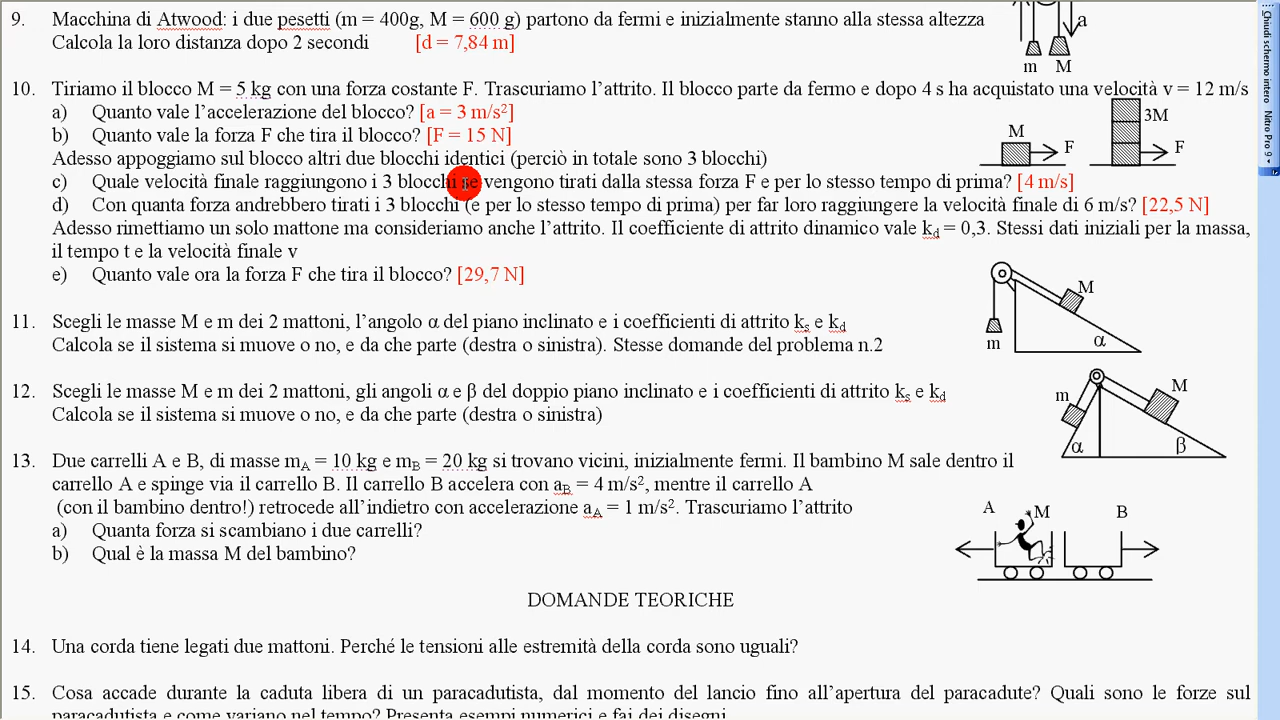 9. Macchina di Atwood: i due pesetti (m = 400g, M = 600 g) partono da fermi e inizialmente stanno alla stessa altezza
Calcola la loro distanza dopo 2 secondi [d = 7,84 m]
a
m M
10. Tiriamo il blocco M = 5 kg con una forza costante F. Trascuriamo l'attrito. Il blocco parte da fermo e dopo 4 s ha acquistato una velocità v = 12 m/s
a) Quanto vale l'accelerazione del blocco? [a = 3 m/s²]
3M
b) Quanto vale la forza F che tira il blocco? [F = 15 N]
M F F
Adesso appoggiamo sul blocco altri due blocchi identici (perciò in totale sono 3 blocchi)
c) Quale velocità finale raggiungono i 3 blocchi se vengono tirati dalla stessa forza F e per lo stesso tempo di prima? [4 m/s]
d) Con quanta forza andrebbero tirati i 3 blocchi (e per lo stesso tempo di prima) per far loro raggiungere la velocità finale di 6 m/s? [22,5 N]
Adesso rimettiamo un solo mattone ma consideriamo anche l'attrito. Il coefficiente di attrito dinamico vale kd = 0,3. Stessi dati iniziali per la massa,
il tempo t e la velocità finale v
e) Quanto vale ora la forza F che tira il blocco? [29,7 N]
M
11. Scegli le masse M e m dei 2 mattoni, l'angolo α del piano inclinato e i coefficienti di attrito ks e kd
Calcola se il sistema si muove o no, e da che parte (destra o sinistra). Stesse domande del problema n.2
m α
12. Scegli le masse M e m dei 2 mattoni, gli angoli α e β del doppio piano inclinato e i coefficienti di attrito ks e kd
Calcola se il sistema si muove o no, e da che parte (destra o sinistra)
m M
α β
13. Due carrelli A e B, di masse mA = 10 kg e mB = 20 kg si trovano vicini, inizialmente fermi. Il bambino M sale dentro il
carrello A e spinge via il carrello B. Il carrello B accelera con aB = 4 m/s², mentre il carrello A
(con il bambino dentro!) retrocede all'indietro con accelerazione aA = 1 m/s². Trascuriamo l'attrito
A M B
a) Quanta forza si scambiano i due carrelli?
b) Qual è la massa M del bambino?
DOMANDE TEORICHE
14. Una corda tiene legati due mattoni. Perché le tensioni alle estremità della corda sono uguali?
15. Cosa accade durante la caduta libera di un paracadutista, dal momento del lancio fino all'apertura del paracadute? Quali sono le forze sul
paracadutista e come variano nel tempo? Presenta esempi numerici e fai dei disegni
Chiudi schermo intero Nitro Pro 9